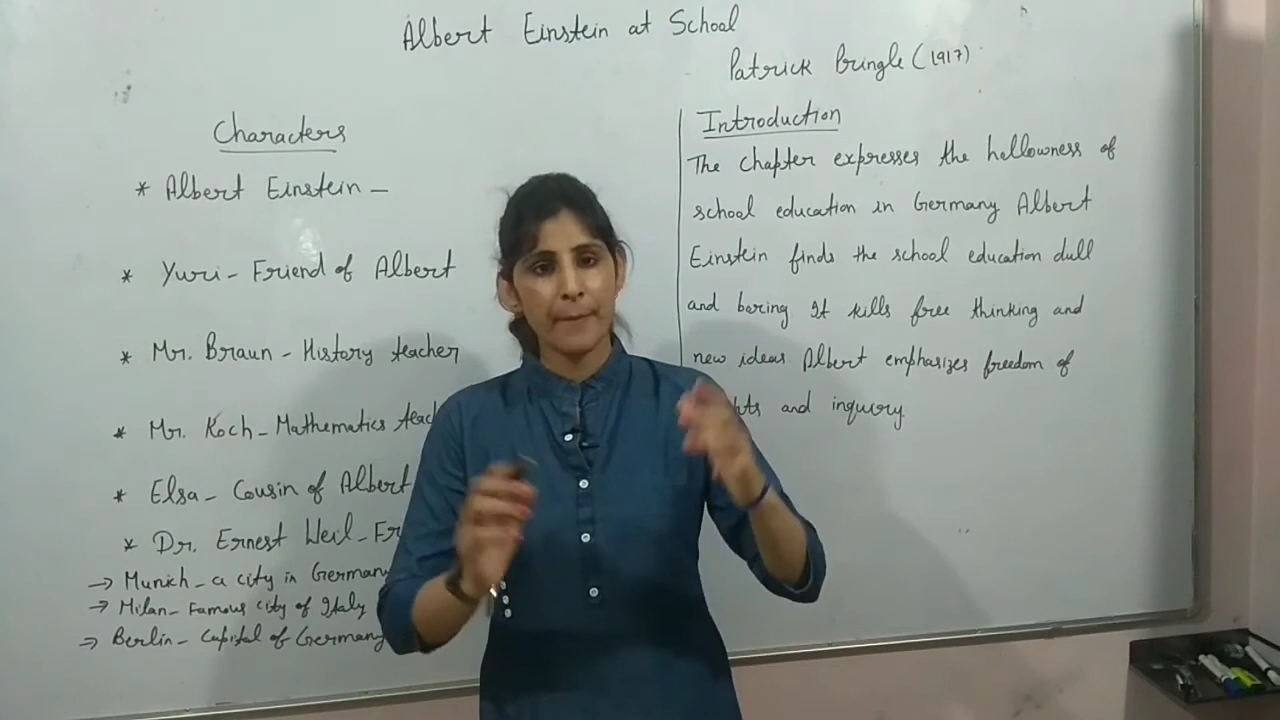 Albert Einstein at School
Patrick Pringle (1917)
Characters
* Albert Einstein -
* Yuri - Friend of Albert
* Mr. Braun - History teacher
* Mr. Koch - Mathematics
* Elsa - Cousin of Albert
* Dr. Ernest Weil -
→ Munich - a city in Germany
→ Milan - Famous city of Italy
→ Berlin - Capital of Germany
Introduction
The chapter expresses the hollowness of
school education in Germany Albert
Einstein finds the school education dull
and boring It kills free thinking and
new ideas Albert emphasizes freedom of
and inquiry.